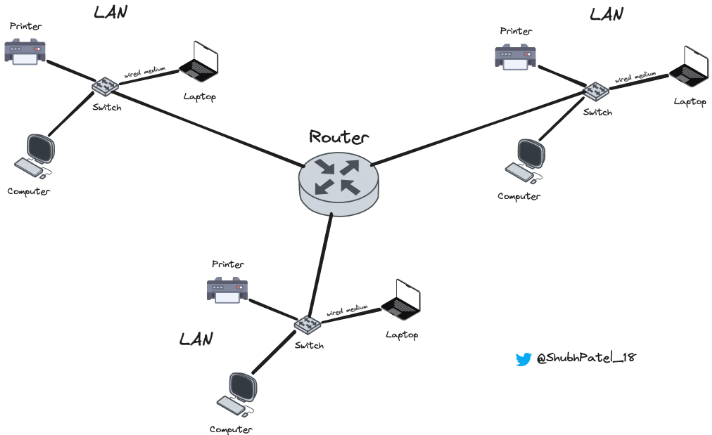 LAN
Printer
wired medium
Switch
Laptop
Computer
LAN
Printer
wired medium
Switch
Laptop
Computer
Router
Printer
wired medium
LAN
Switch
Laptop
Computer
@ShubhPatel_18